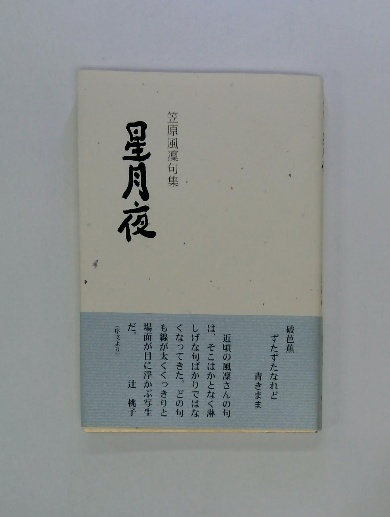 笠原風凜句集
星月夜
破芭蕉
ずたずたなれど
青きまま
近頃の風凜さんの句
は、そこはかとなく淋
しげな句ばかりではな
くなってきた。どの句
も線が太くくっきりと
場面が目に浮かぶ写生
だ。 辻 桃子
(序文より)